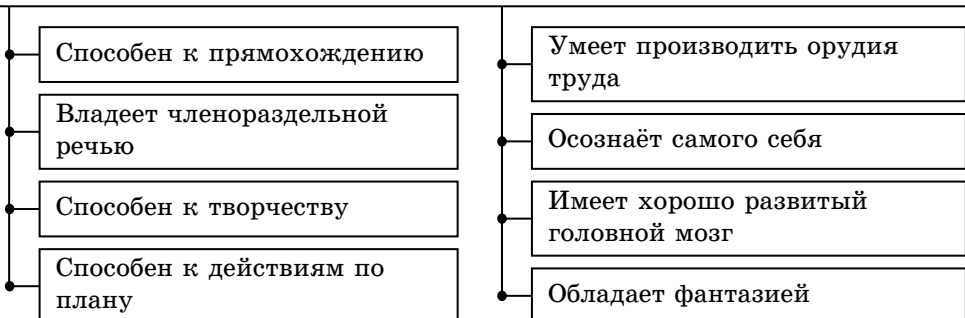 Способен к прямохождению
Владеет членораздельной
речью
Способен к творчеству
Способен к действиям по
плану
Умеет производить орудия
труда
Осознаёт самого себя
Имеет хорошо развитый
головной мозг
Обладает фантазией